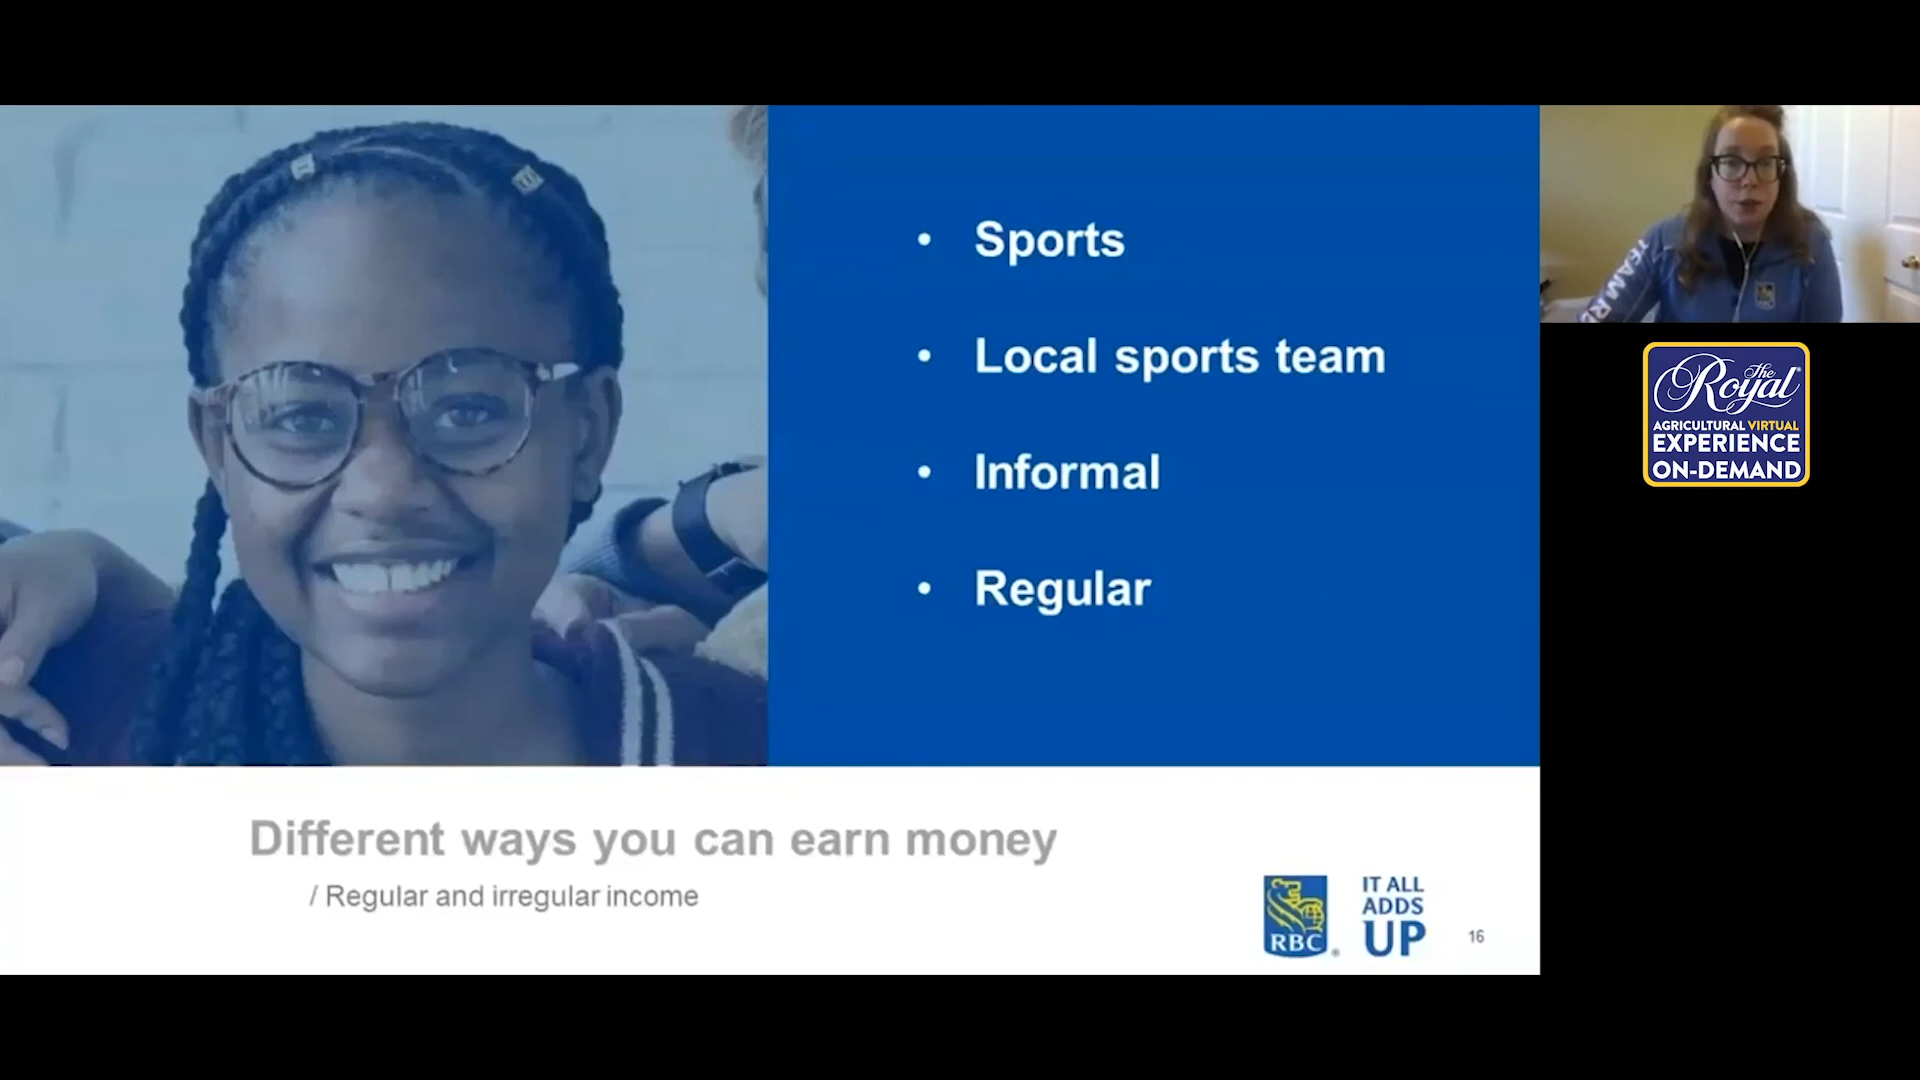 • Sports
• Local sports team
• Informal
• Regular
TEAM R
The
Royal
AGRICULTURAL VIRTUAL
EXPERIENCE
ON-DEMAND
Different ways you can earn money
/ Regular and irregular income
RBC ®
IT ALL
ADDS
UP
16